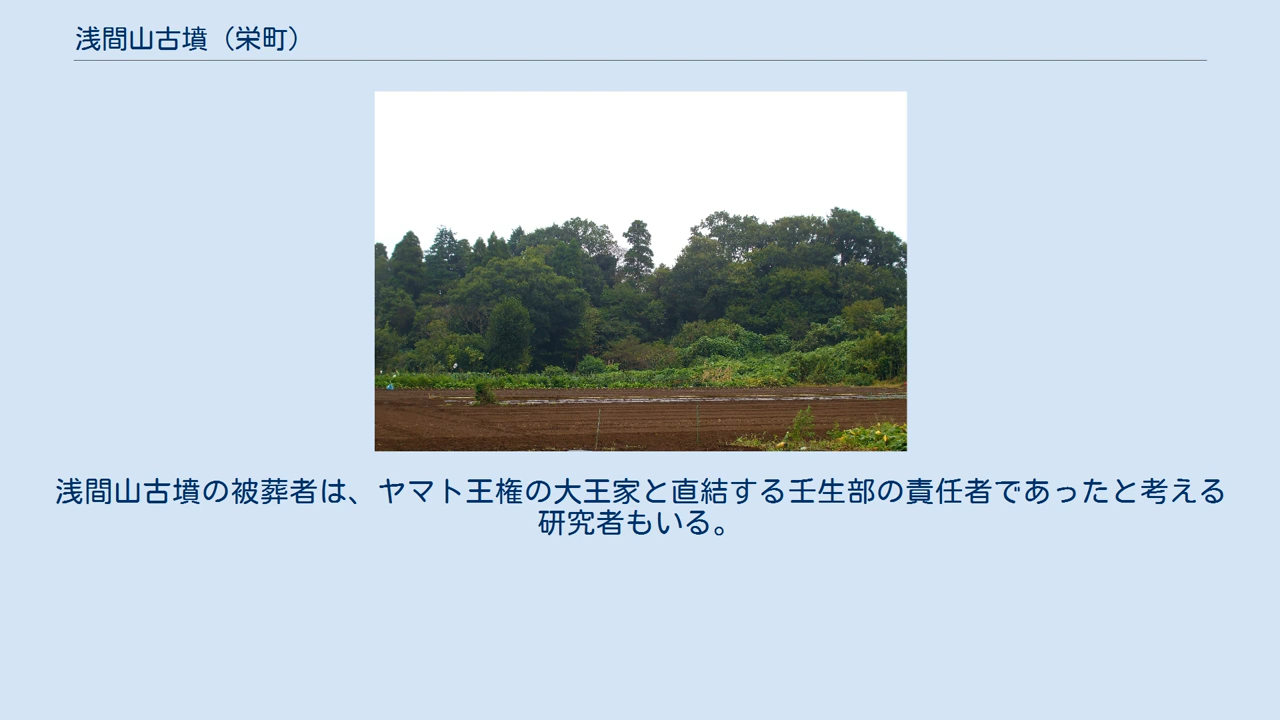 浅間山古墳（栄町）
浅間山古墳の被葬者は、ヤマト王権の大王家と直結する壬生部の責任者であったと考える
研究者もいる。